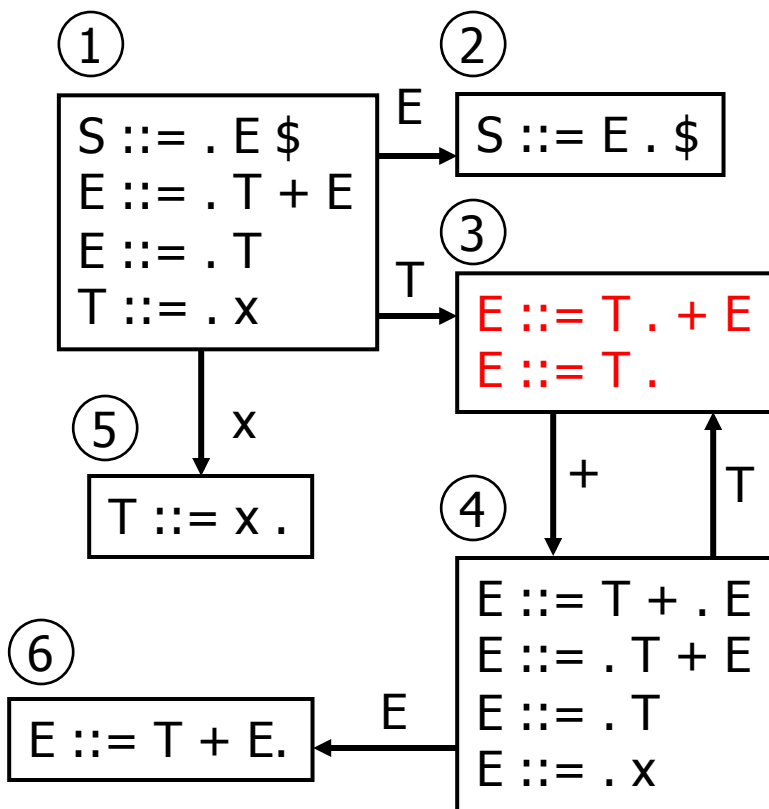 1
S ::= . E $
E ::= . T + E
E ::= . T
T ::= . x
E
2
S ::= E . $
T
3
E ::= T . + E
E ::= T .
x
5
T ::= x .
+
T
4
E ::= T + . E
E ::= . T + E
E ::= . T
E ::= . x
E
6
E ::= T + E.